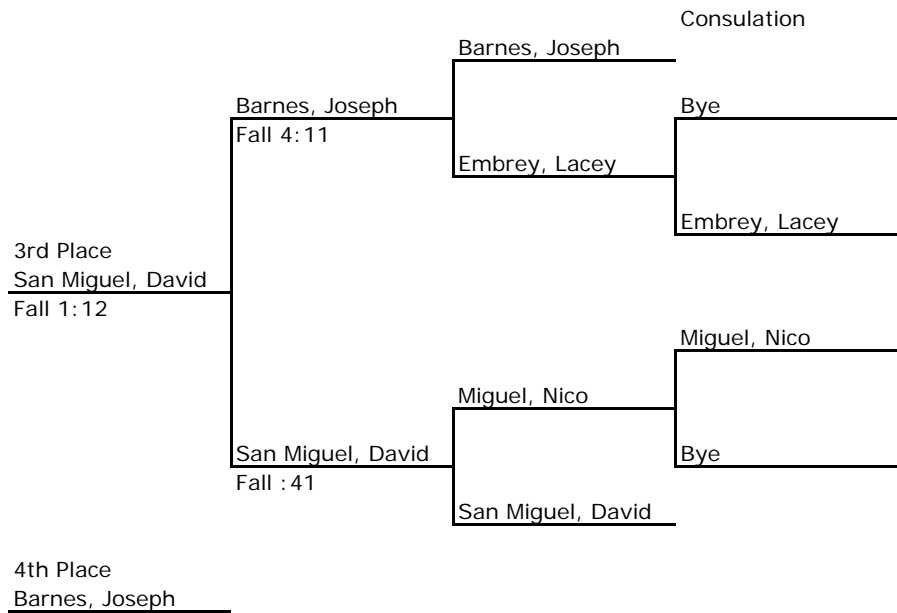 Consulation
Barnes, Joseph
Barnes, Joseph
Bye
Fall 4:11
Embrey, Lacey
Embrey, Lacey
3rd Place
San Miguel, David
Fall 1:12
Miguel, Nico
Miguel, Nico
San Miguel, David
Bye
Fall :41
San Miguel, David
4th Place
Barnes, Joseph